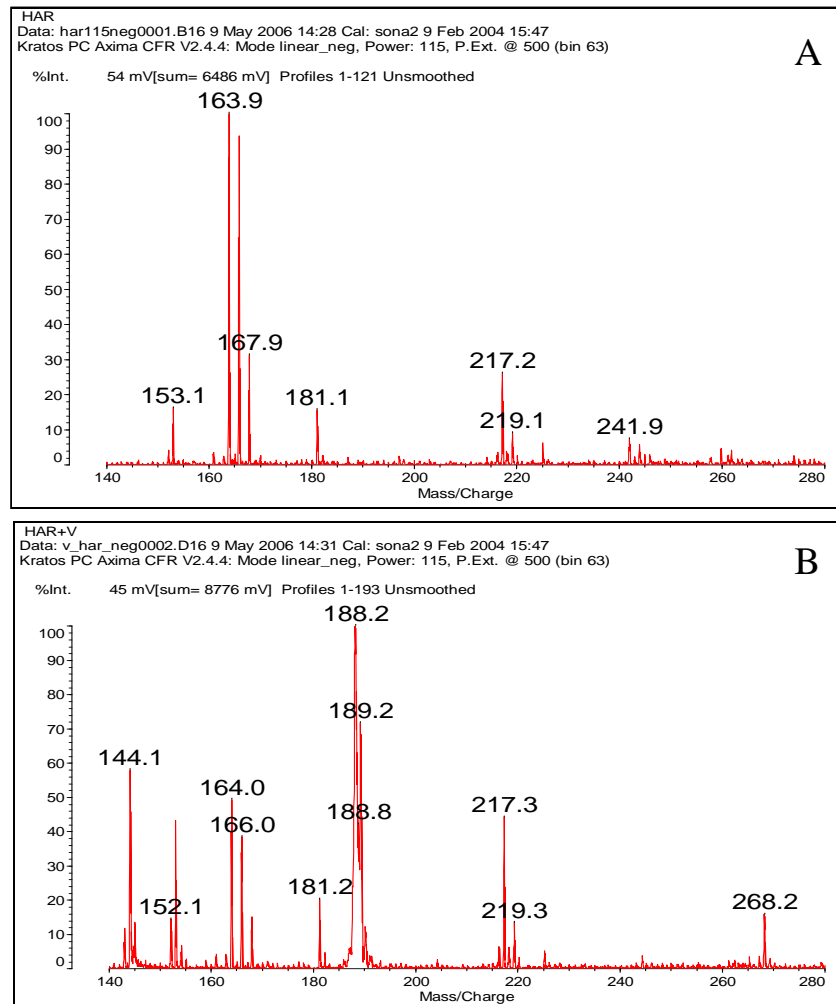 HAR
Data: har115neg0001.B16 9 May 2006 14:28 Cal: sona2 9 Feb 2004 15:47
Kratos PC Axima CFR V2.4.4: Mode linear_neg, Power: 115, P.Ext. @ 500 (bin 63)
A
%Int. 54 mV[sum= 6486 mV] Profiles 1-121 Unsmoothed
163.9
100
90
80
70
60
50
40
30
20
10
0
167.9
153.1
181.1
217.2
219.1
241.9
140 160 180 200 220 240 260 280
Mass/Charge
HAR+V
Data: v_har_neg0002.D16 9 May 2006 14:31 Cal: sona2 9 Feb 2004 15:47
Kratos PC Axima CFR V2.4.4: Mode linear_neg, Power: 115, P.Ext. @ 500 (bin 63)
B
%Int. 45 mV[sum= 8776 mV] Profiles 1-193 Unsmoothed
188.2
100
90
80
70
60
50
40
30
20
10
0
189.2
144.1
164.0
188.8
166.0
217.3
181.2
152.1
219.3
268.2
140 160 180 200 220 240 260 280
Mass/Charge